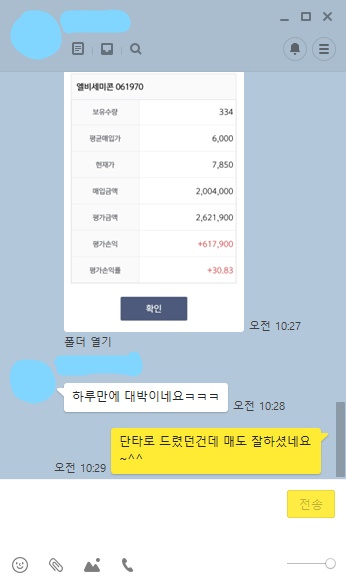 엘비세미콘 061970
보유수량 334
평균매입가 6,000
현재가 7,850
매입금액 2,004,000
평가금액 2,621,900
평가손익 +617,900
평가손익률 +30.83
확인
오전 10:27
폴더 열기
하루만에 대박이네요ㅋㅋㅋ
오전 10:28
단타로 드렸던건데 매도 잘하셨네요
~^^
오전 10:29
전송